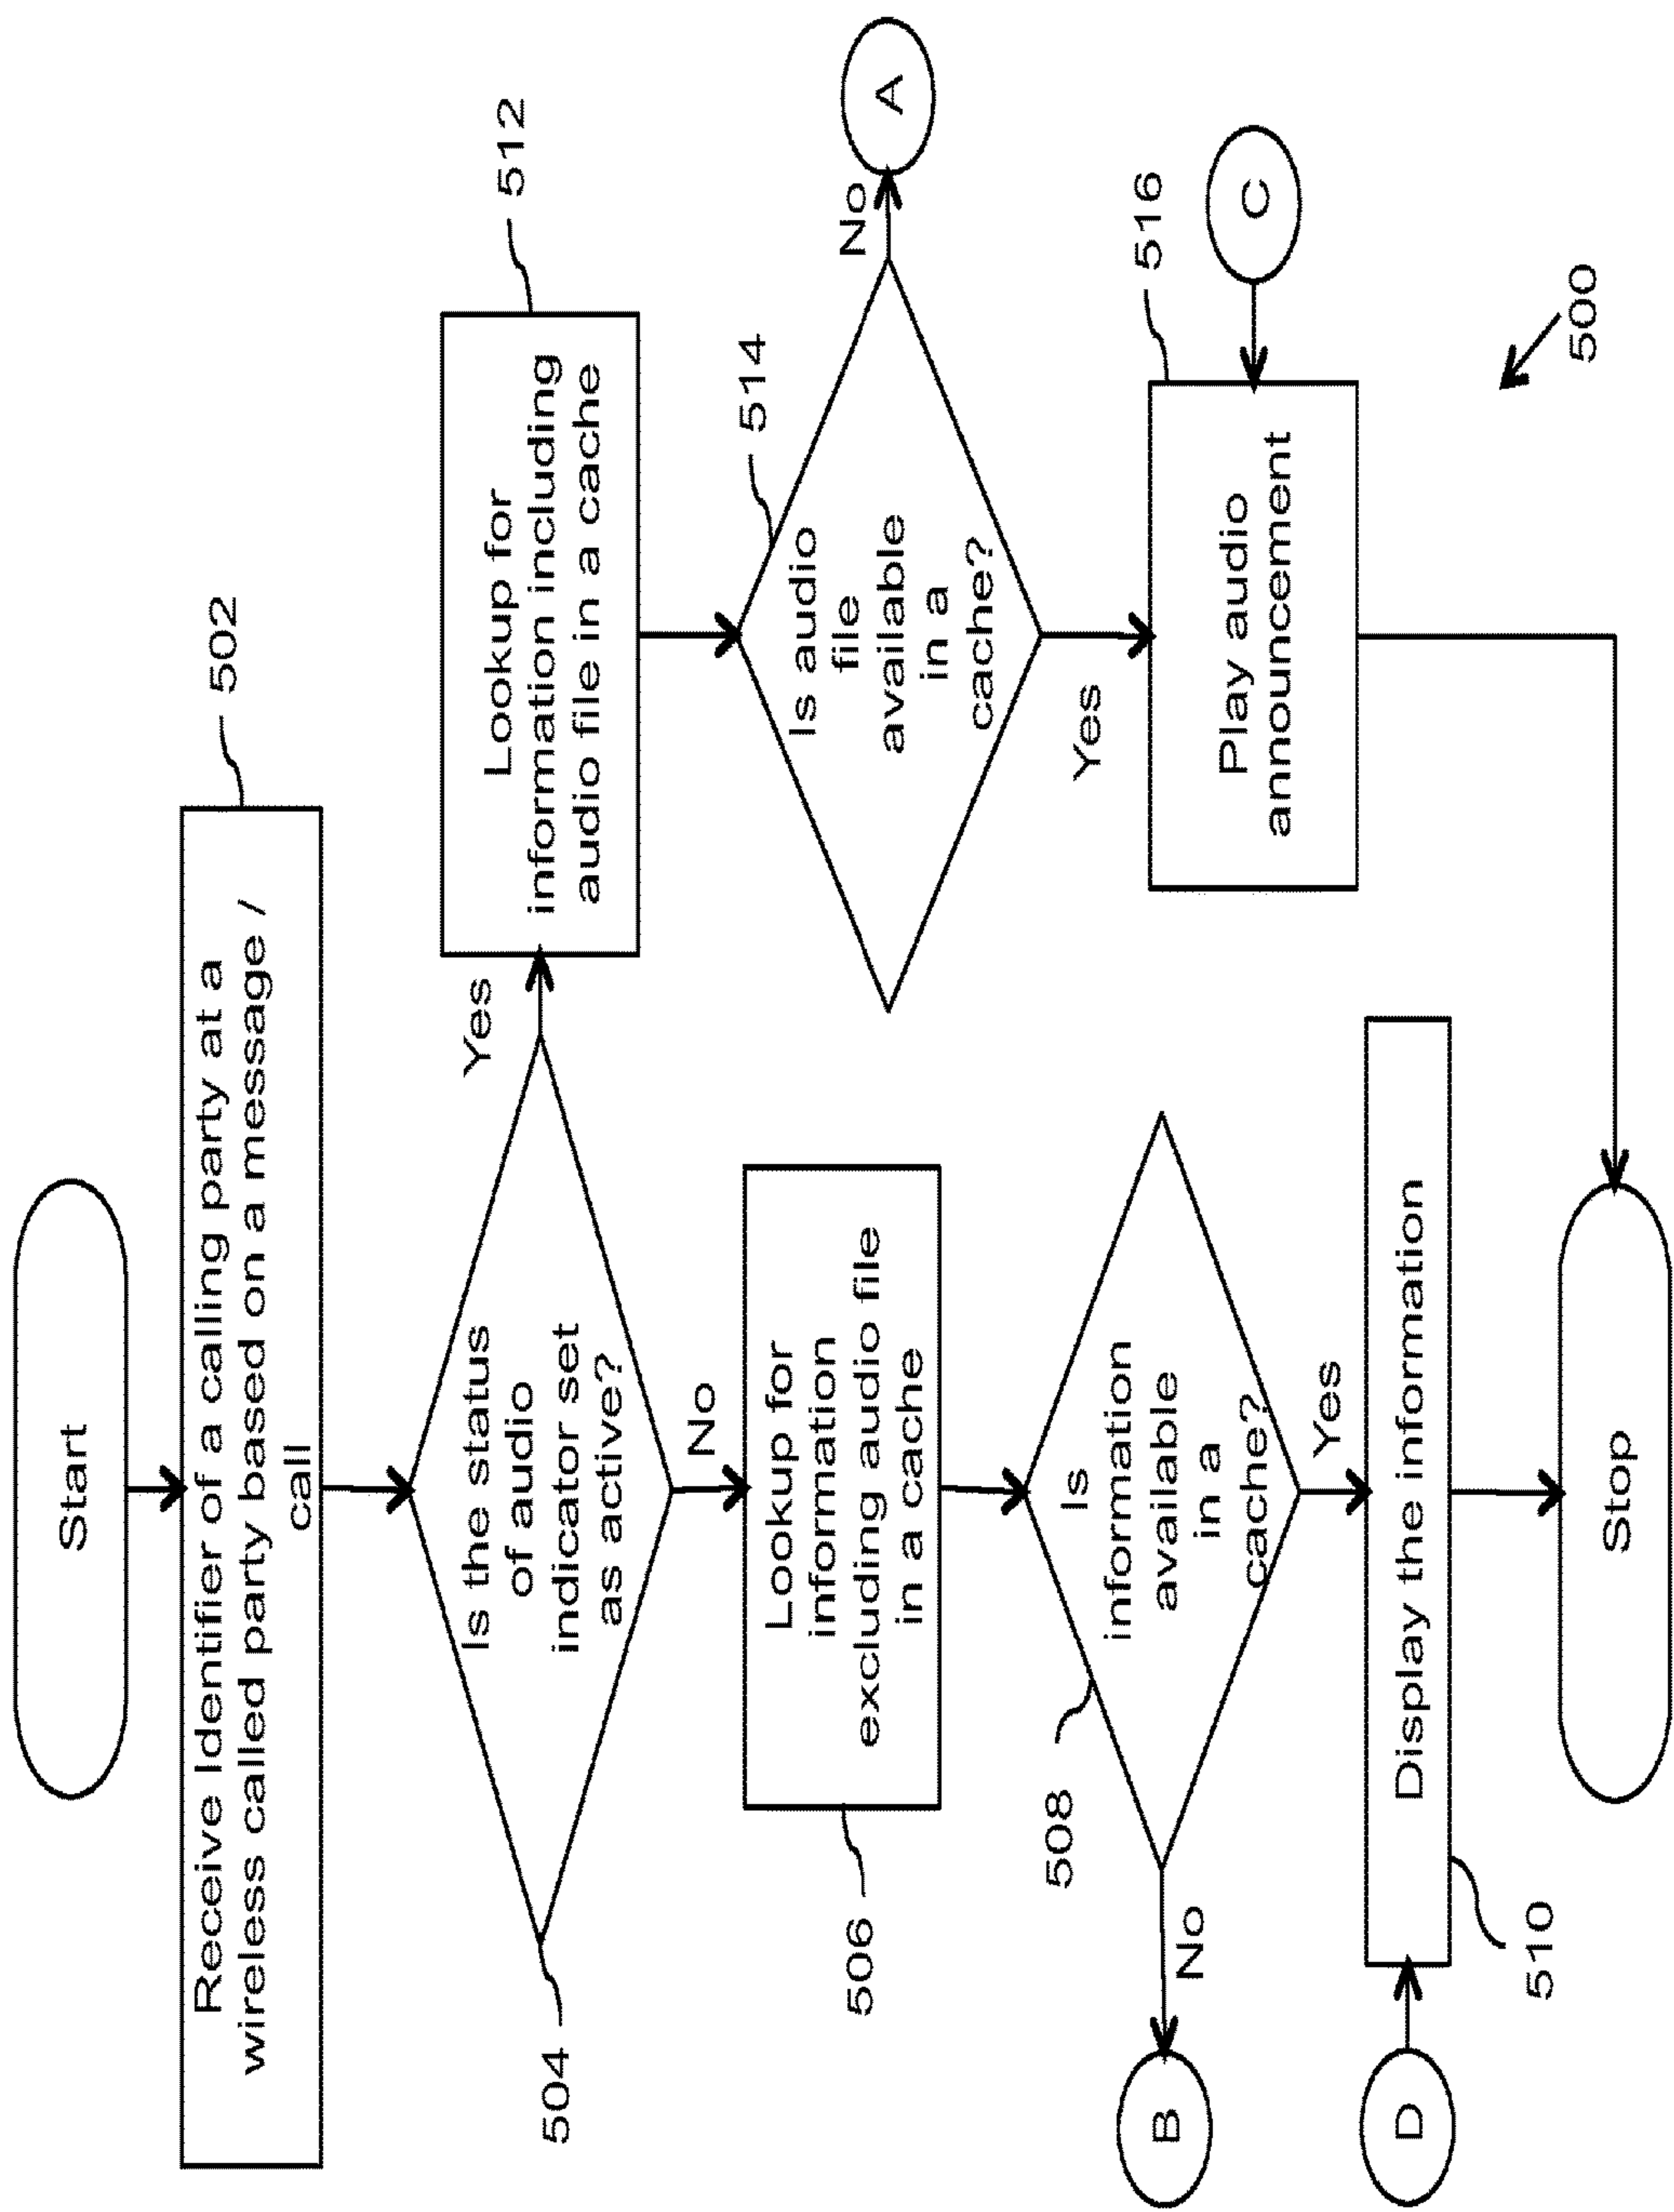 Start
502
Receive Identifier of a calling party at a
wireless called party based on a message /
call
504
Is the status
of audio
indicator set
as active?
Yes
512
Lookup for
information including
audio file in a cache
No
506
Lookup for
information
excluding audio file
in a cache
514
Is audio
file
available
in a
cache?
No
A
508
Is
information
available
in a
cache?
No
B
Yes
516
Play audio
announcement
C
Yes
D
Display the information
510
Stop
500